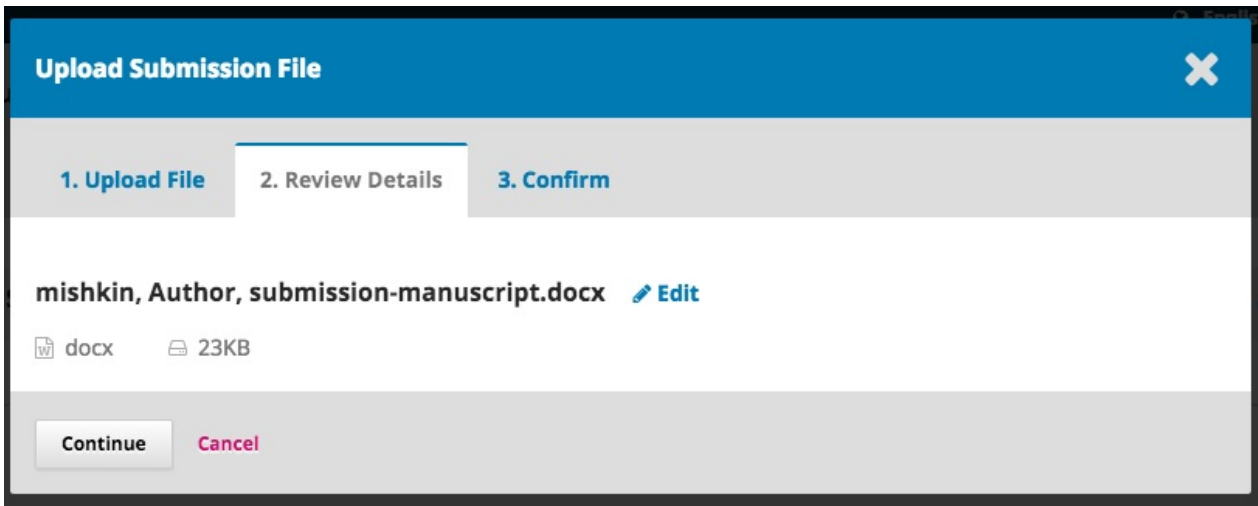 Upload Submission File
1. Upload File 2. Review Details 3. Confirm
mishkin, Author, submission-manuscript.docx Edit
docx 23KB
Continue Cancel